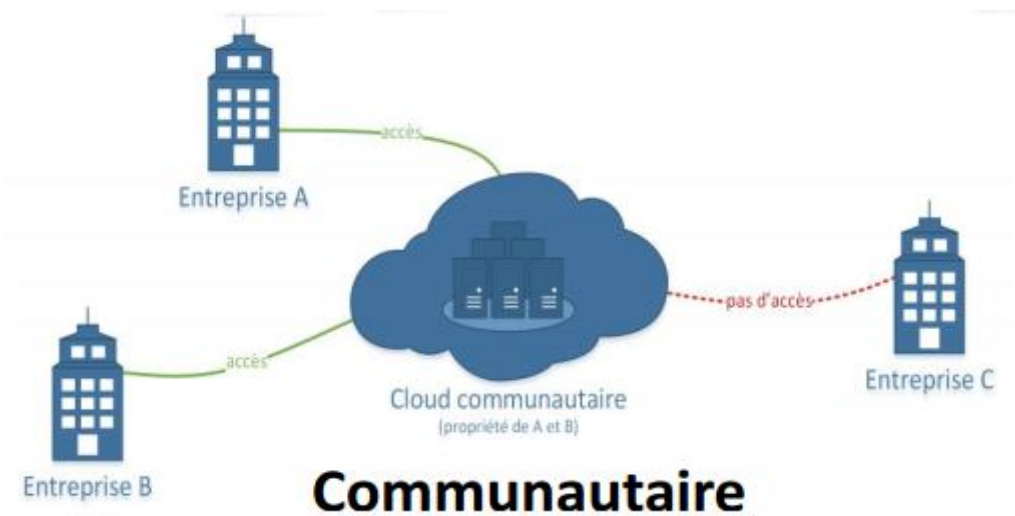 accès
Entreprise A
pas d'accès
accès
Entreprise C
Cloud communautaire
(propriété de A et B)
Entreprise B
Communautaire